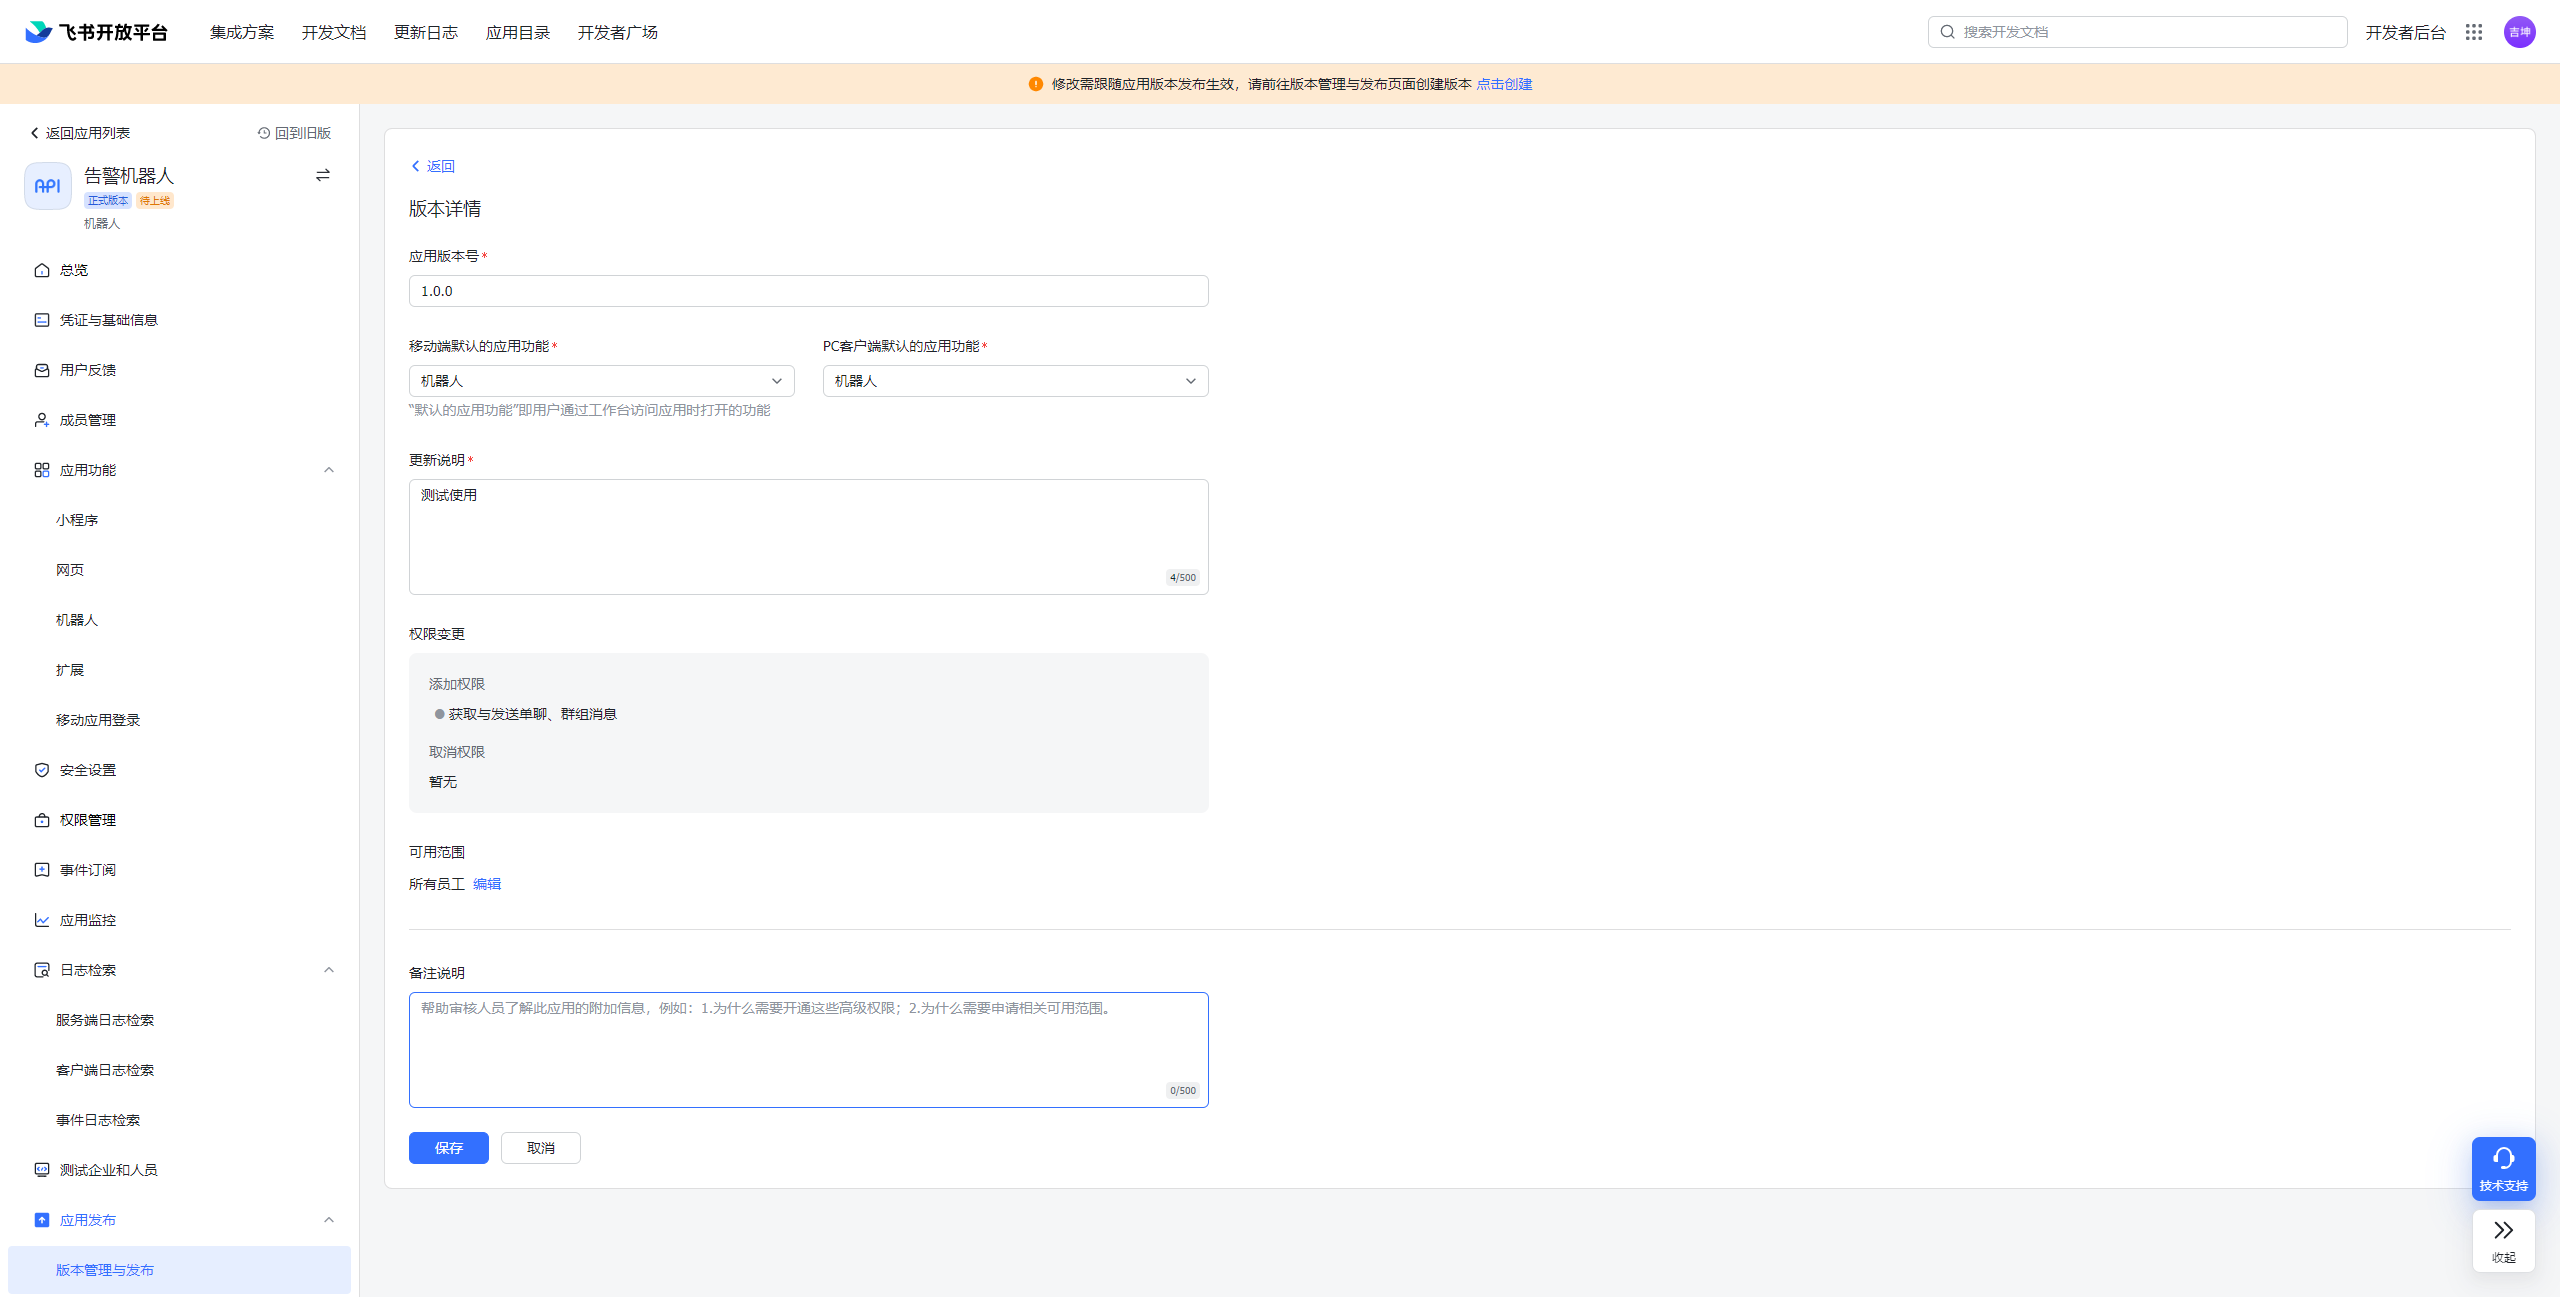 飞书开放平台
集成方案 开发文档 更新日志 应用目录 开发者广场
搜索开发文档
开发者后台
吉坤
修改需跟随应用版本发布生效，请前往版本管理与发布页面创建版本 点击创建
返回应用列表
回到旧版
API
告警机器人
正式版本 待上线
机器人
总览
凭证与基础信息
用户反馈
成员管理
应用功能
小程序
网页
机器人
扩展
移动应用登录
安全设置
权限管理
事件订阅
应用监控
日志检索
服务端日志检索
客户端日志检索
事件日志检索
测试企业和人员
应用发布
版本管理与发布
返回
版本详情
应用版本号*
1.0.0
移动端默认的应用功能* PC客户端默认的应用功能*
机器人 机器人
“默认的应用功能”即用户通过工作台访问应用时打开的功能
更新说明*
测试使用
4/500
权限变更
添加权限
获取与发送单聊、群组消息
取消权限
暂无
可用范围
所有员工 编辑
备注说明
帮助审核人员了解此应用的附加信息，例如：1.为什么需要开通这些高级权限；2.为什么需要申请相关可用范围。
0/500
保存 取消
技术支持
收起